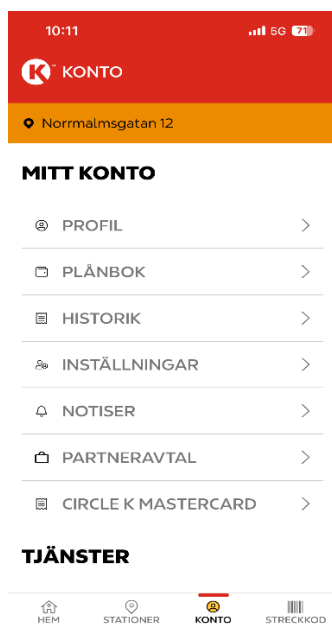 10:11
5G 71
K KONTO
Norrmalmsgatan 12
MITT KONTO
PROFIL
PLÅNBOK
HISTORIK
INSTÄLLNINGAR
NOTISER
PARTNERAVTAL
CIRCLE K MASTERCARD
TJÄNSTER
HEM
STATIONER
KONTO
STRECKKOD